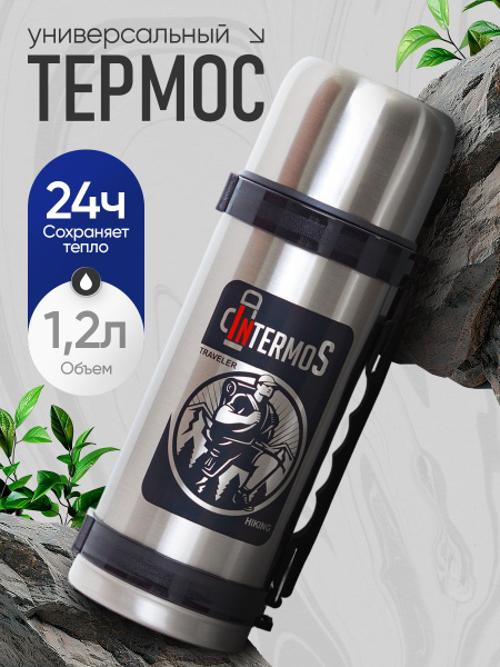 универсальный
ТЕРМОС
24ч
Сохраняет
тепло
1,2л
Объем
INTERMOS
TRAVELER
HIKING